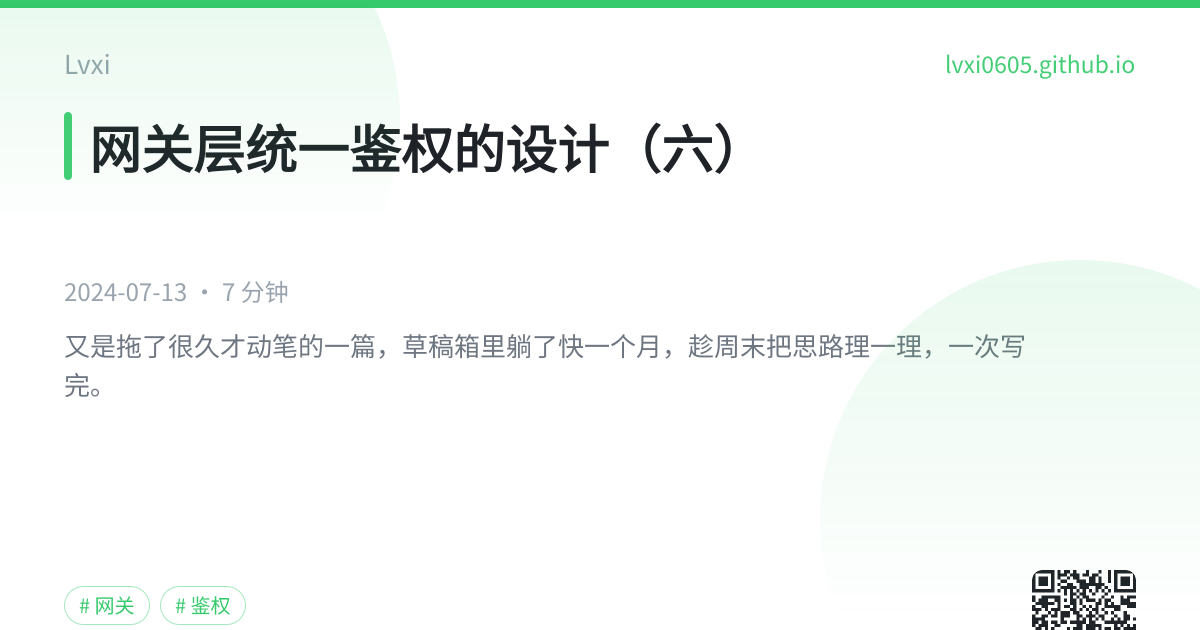 Lvxi
lvxi0605.github.io
网关层统一鉴权的设计（六）
2024-07-13 · 7 分钟
又是拖了很久才动笔的一篇，草稿箱里躺了快一个月，趁周末把思路理一理，一次写
完。
# 网关
# 鉴权